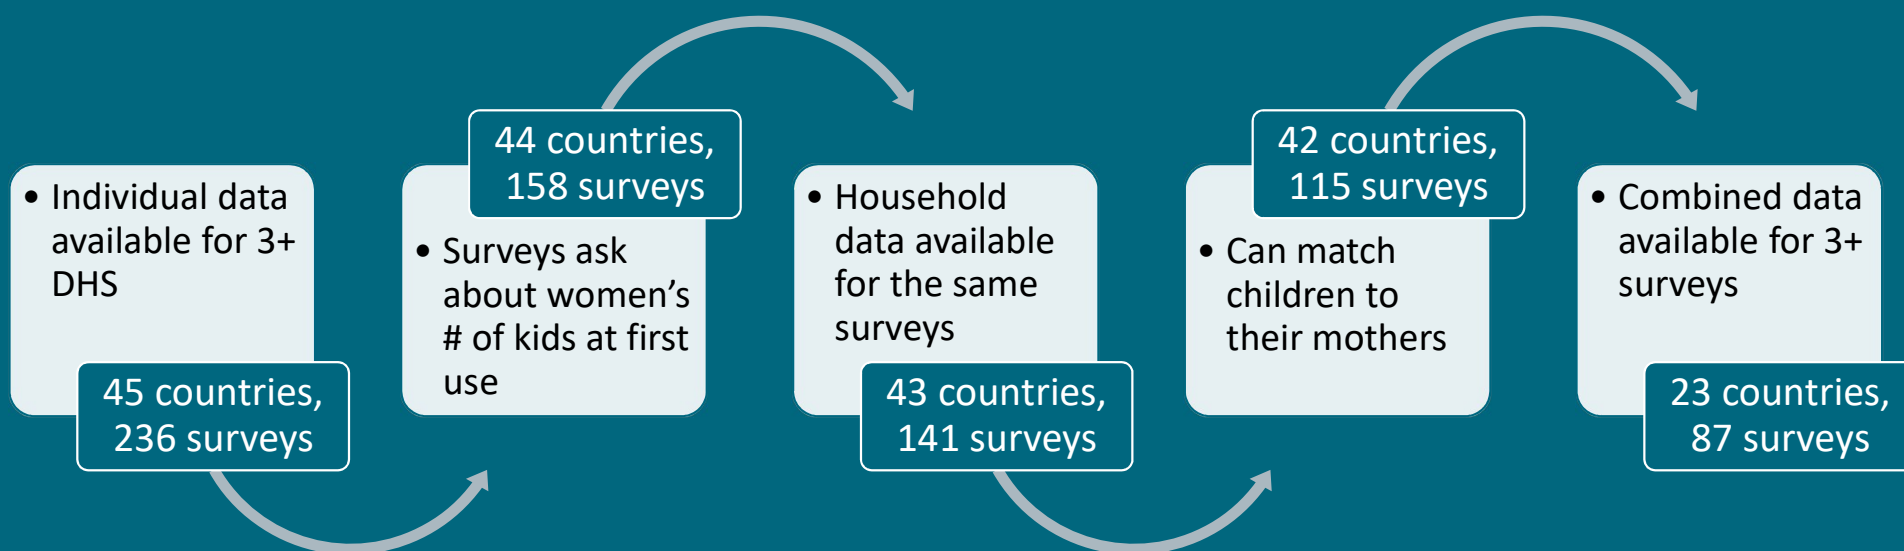 • Individual data
available for 3+
DHS
45 countries,
236 surveys
44 countries,
158 surveys
• Surveys ask
about women’s
# of kids at first
use
• Household
data available
for the same
surveys
43 countries,
141 surveys
42 countries,
115 surveys
• Can match
children to
their mothers
• Combined data
available for 3+
surveys
23 countries,
87 surveys